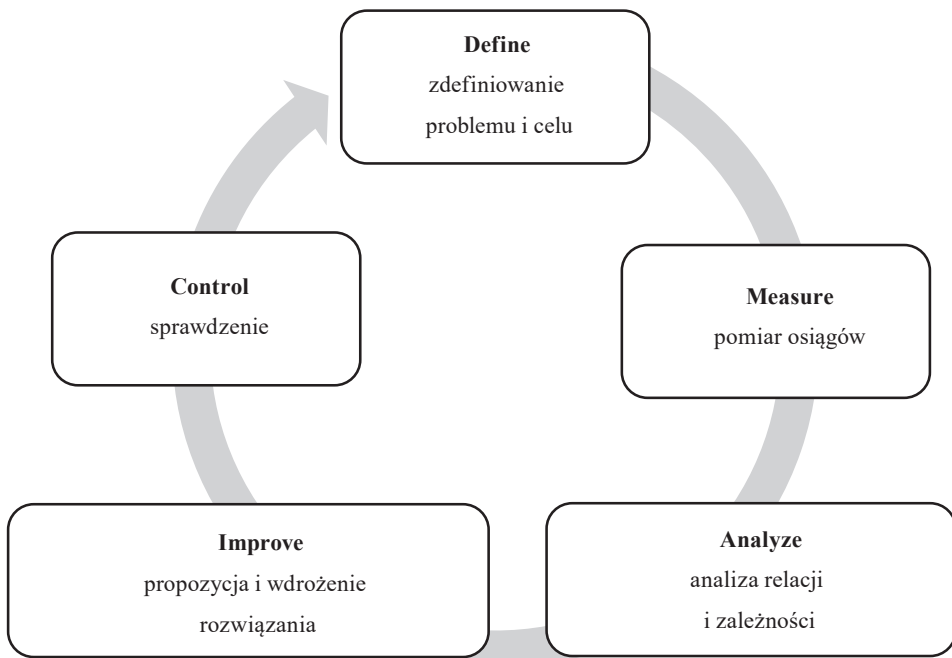 Define
zdefiniowanie
problemu i celu
Measure
pomiar osiągów
Analyze
analiza relacji
i zależności
Improve
propozycja i wdrożenie
rozwiązania
Control
sprawdzenie